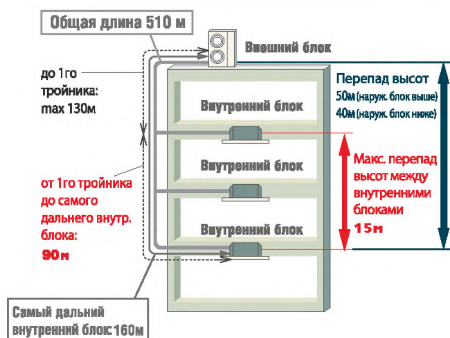 Общая длина 510 м
Внешний блок
до 1го
тройника:
max 130м
Внутренний блок
Перепад высот
50м (наруж. блок выше)
40м (наруж. блок ниже)
Внутренний блок
Макс. перепад
высот между
внутренними
блоками
15м
от 1го тройника
до самого
дальнего внутр.
блока:
90м
Внутренний блок
Самый дальний
внутренний блок: 160м